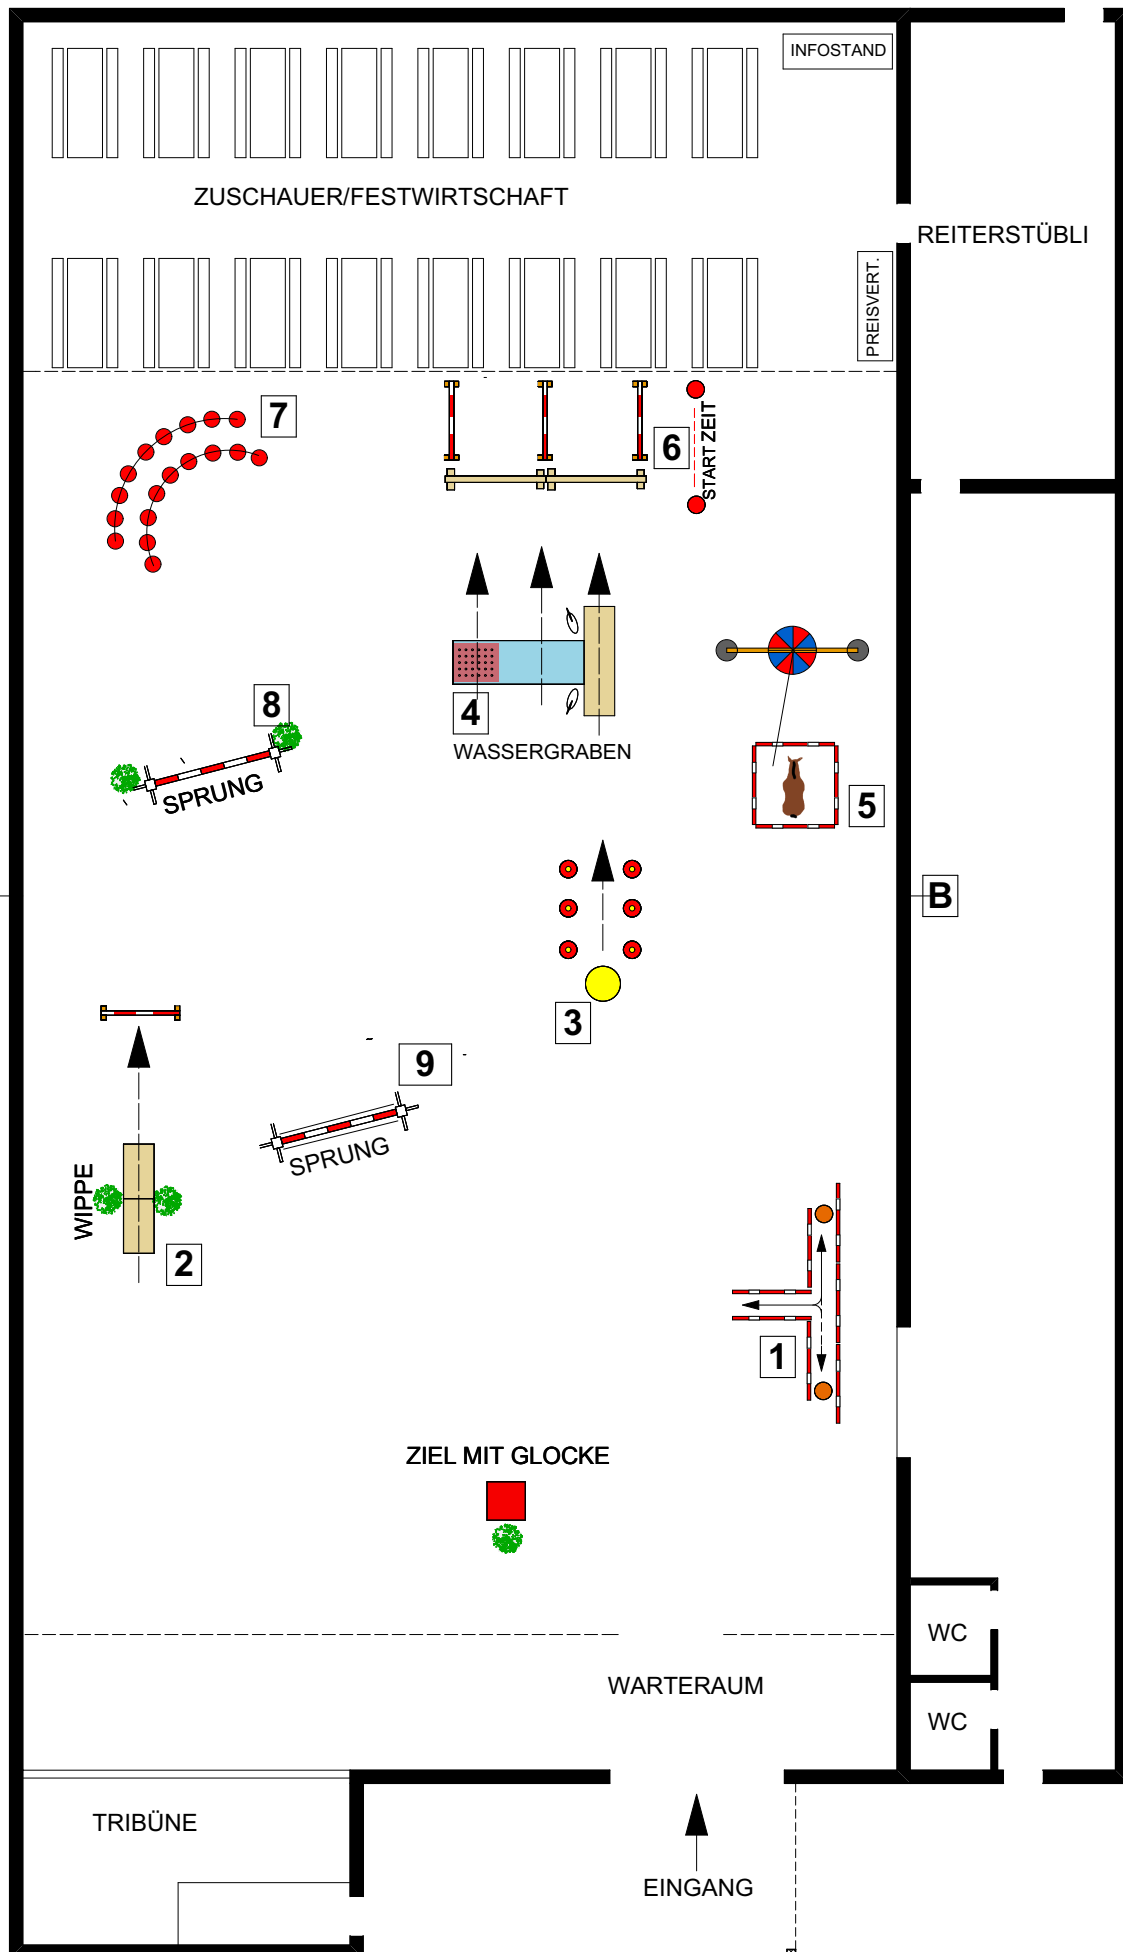 INFOSTAND
ZUSCHAUER/FESTWIRTSCHAFT
REITERSTÜBLI
PREISVERT.
7
6
START ZEIT
8
4
WASSERGRABEN
SPRUNG
5
B
3
9
SPRUNG
WIPPE
2
1
ZIEL MIT GLOCKE
WC
WARTERAUM
WC
TRIBÜNE
EINGANG